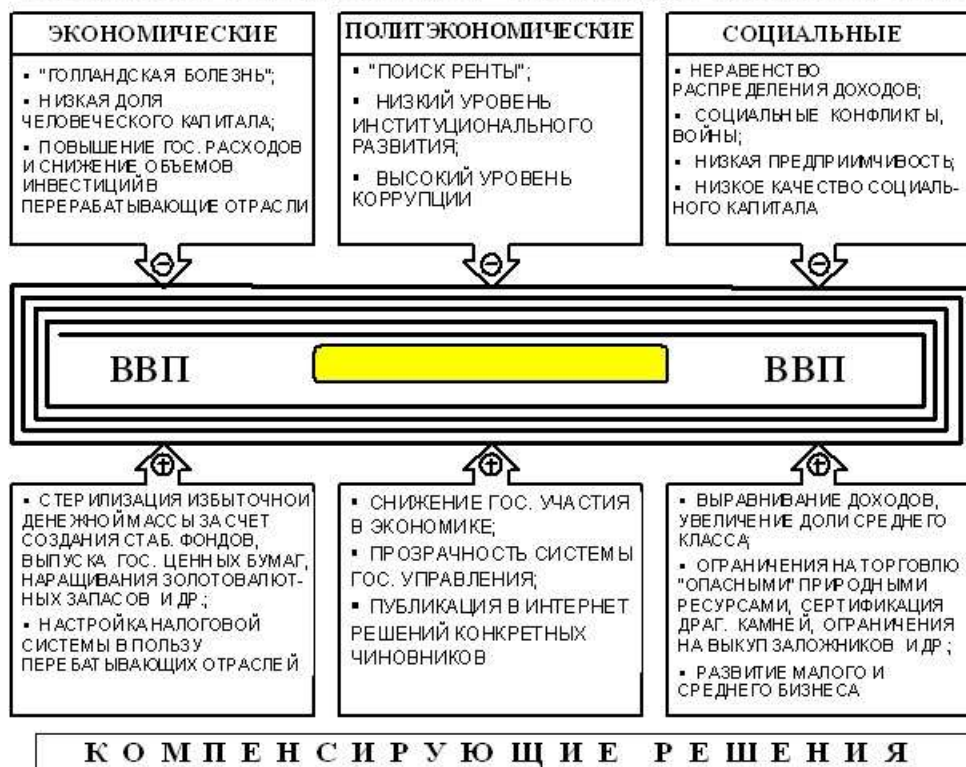 ЭКОНОМИЧЕСКИЕ
▪ "ГОЛЛАНДСКАЯ БОЛЕЗНЬ";
▪ НИЗКАЯ ДОЛЯ
ЧЕЛОВЕЧЕСКОГО КАПИТАЛА;
▪ ПОВЫШЕНИЕ ГОС. РАСХОДОВ
И СНИЖЕНИЕ ОБЪЕМОВ
ИНВЕСТИЦИЙ В
ПЕРЕРАБАТЫВАЮЩИЕ ОТРАСЛИ
ПОЛИТЭКОНОМИЧЕСКИЕ
▪ "ПОИСК РЕНТЫ";
▪ НИЗКИЙ УРОВЕНЬ
ИНСТИТУЦИОНАЛЬНОГО
РАЗВИТИЯ;
▪ ВЫСОКИЙ УРОВЕНЬ
КОРРУПЦИИ
СОЦИАЛЬНЫЕ
▪ НЕРАВЕНСТВО
РАСПРЕДЕЛЕНИЯ ДОХОДОВ;
▪ СОЦИАЛЬНЫЕ КОНФЛИКТЫ,
ВОЙНЫ;
▪ НИЗКАЯ ПРЕДПРИИМЧИВОСТЬ;
▪ НИЗКОЕ КАЧЕСТВО СОЦИАЛЬ-
НОГО КАПИТАЛА
ВВП ВВП
▪ СТЕРИЛИЗАЦИЯ ИЗБЫТОЧНОЙ
ДЕНЕЖНОЙ МАССЫ ЗА СЧЕТ
СОЗДАНИЯ СТАБ. ФОНДОВ,
ВЫПУСКА ГОС. ЦЕННЫХ БУМАГ,
НАРАЩИВАНИЯ ЗОЛОТОВАЛЮТ-
НЫХ ЗАПАСОВ И ДР.;
▪ НАСТРОЙКА НАЛОГОВОЙ
СИСТЕМЫ В ПОЛЬЗУ
ПЕРЕБАТЫВАЮЩИХ ОТРАСЛЕЙ
▪ СНИЖЕНИЕ ГОС. УЧАСТИЯ
В ЭКОНОМИКЕ;
▪ ПРОЗРАЧНОСТЬ СИСТЕМЫ
ГОС. УПРАВЛЕНИЯ;
▪ ПУБЛИКАЦИЯ В ИНТЕРНЕТ
РЕШЕНИЙ КОНКРЕТНЫХ
ЧИНОВНИКОВ
▪ ВЫРАВНИВАНИЕ ДОХОДОВ,
УВЕЛИЧЕНИЕ ДОЛИ СРЕДНЕГО
КЛАССА;
▪ ОГРАНИЧЕНИЯ НА ТОРГОВЛЮ
"ОПАСНЫМИ" ПРИРОДНЫМИ
РЕСУРСАМИ, СЕРТИФИКАЦИЯ
ДРАГ. КАМНЕЙ, ОГРАНИЧЕНИЯ
НА ВЫКУП ЗАЛОЖНИКОВ И ДР.;
▪ РАЗВИТИЕ МАЛОГО И
СРЕДНЕГО БИЗНЕСА
КОМПЕНСИРУЮЩИЕ РЕШЕНИЯ